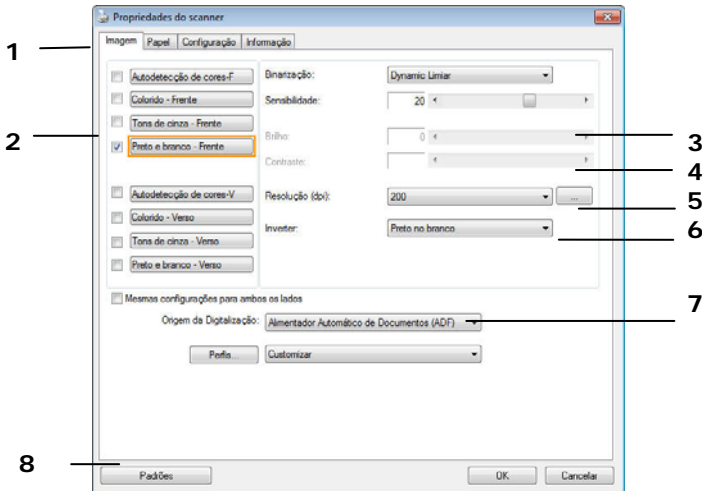 Propriedades do scanner
1
Imagem Papel Configuração Informação
Autodetecção de cores-F
Binarização: Dynamic Limiar
Colorido - Frente
Sensibilidade: 20
Tons de cinza - Frente
2
Preto e branco - Frente
Brilho: 0
3
Contraste:
4
Autodetecção de cores-V
Resolução (dpi): 200 ...
5
Colorido - Verso
Inverter: Preto no branco
6
Tons de cinza - Verso
Preto e branco - Verso
Mesmas configurações para ambos os lados
7
Origem da Digitalização: Alimentador Automático de Documentos (ADF)
Perfis... Customizar
8
Padrões OK Cancelar